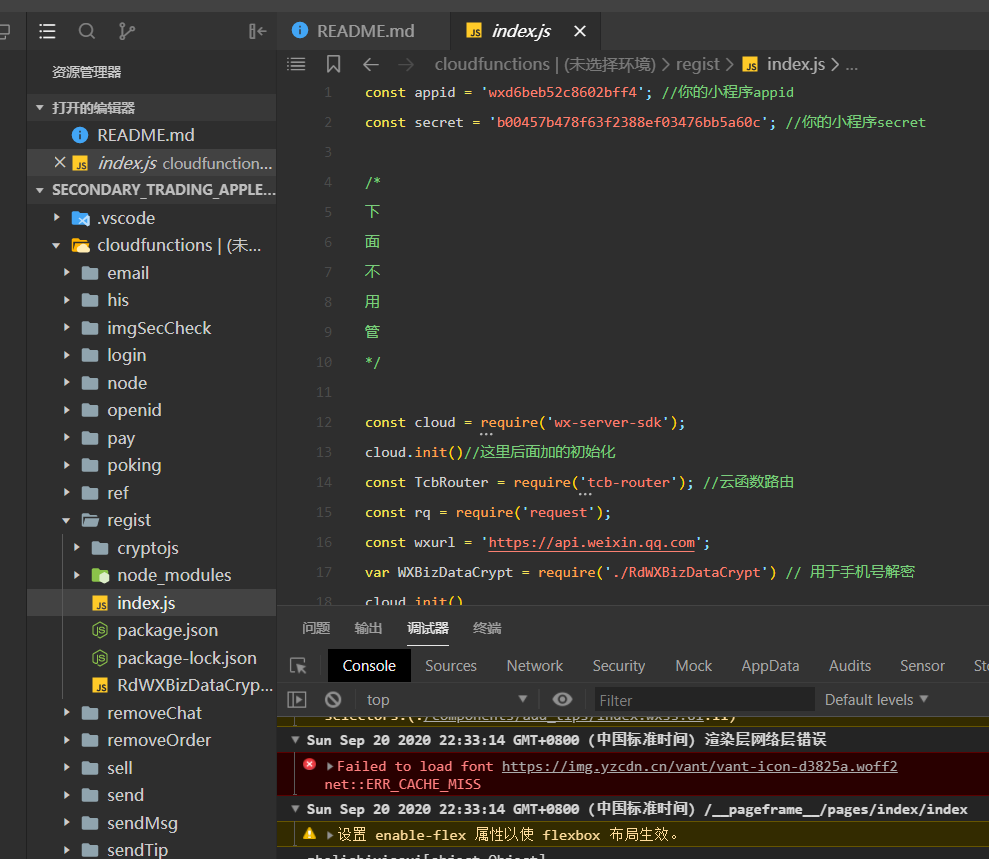 README.md
index.js
资源管理器
cloudfunctions | (未选择环境) regist index.js ...
打开的编辑器
README.md
index.js cloudfunction...
SECONDARY_TRADING_APPLE...
.vscode
cloudfunctions | (未...
email
his
imgSecCheck
login
node
openid
pay
poking
ref
regist
cryptojs
node_modules
index.js
package.json
package-lock.json
RdWXBizDataCryp...
removeChat
removeOrder
sell
send
sendMsg
sendTip
1 const appid = 'wxd6beb52c8602bff4'; //你的小程序appid
2 const secret = 'b00457b478f63f2388ef03476bb5a60c'; //你的小程序secret
3
4 /*
5 下
6 面
7 不
8 用
9 管
10 */
11
12 const cloud = require('wx-server-sdk');
13 cloud.init()//这里后面加的初始化
14 const TcbRouter = require('tcb-router'); //云函数路由
15 const rq = require('request');
16 const wxurl = 'https://api.weixin.qq.com';
17 var WXBizDataCrypt = require('./RdWXBizDataCrypt') // 用于手机号解密
18 cloud.init()
问题 输出 调试器 终端
Console Sources Network Security Mock AppData Audits Sensor Sto
top Filter Default levels
selectors.(./components/add_tips/index.wxss:81:11)
Sun Sep 20 2020 22:33:14 GMT+0800 (中国标准时间) 渲染层网络层错误
Failed to load font https://img.yzcdn.cn/vant/vant-icon-d3825a.woff2
net::ERR_CACHE_MISS
Sun Sep 20 2020 22:33:14 GMT+0800 (中国标准时间) /__pageframe__/pages/index/index
设置 enable-flex 属性以使 flexbox 布局生效。